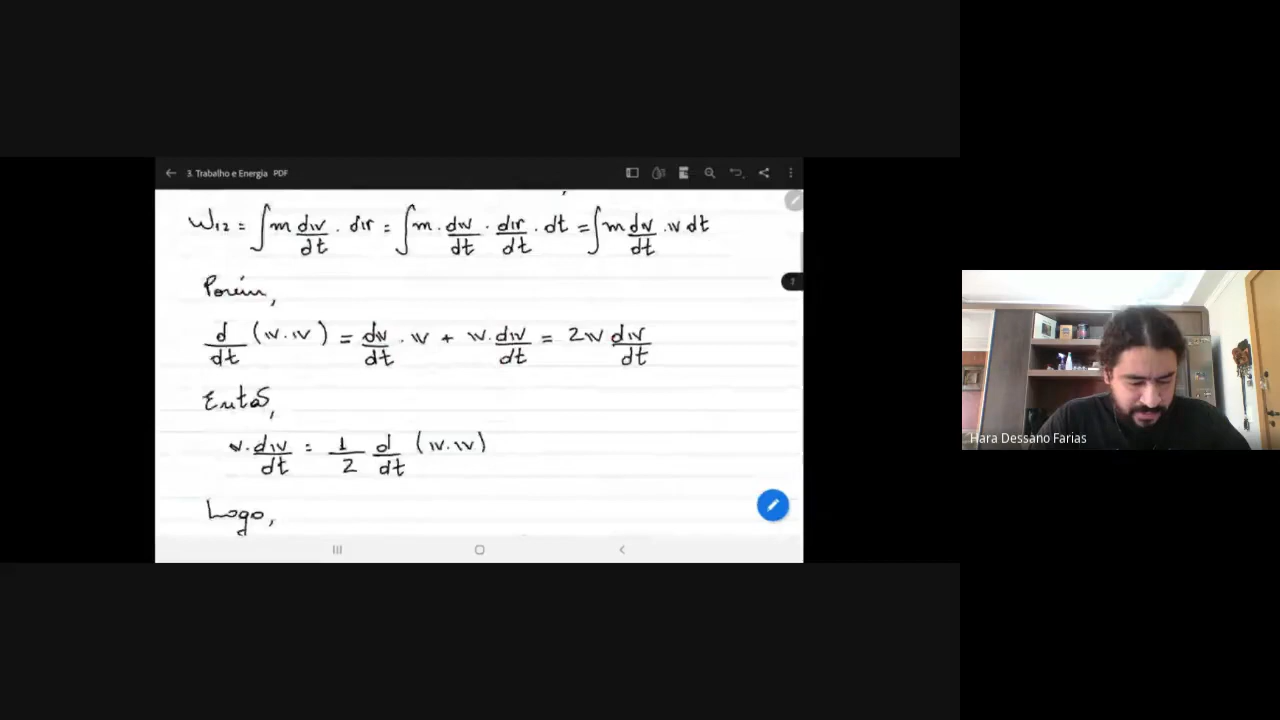 3. Trabalho e Energia PDF
W₁₂ = ∫ m d𝕧/dt · d𝕣 = ∫ m · d𝕧/dt · d𝕣/dt · dt = ∫ m d𝕧/dt · 𝕧 dt
7
Porém,
d/dt (𝕧·𝕧) = d𝕧/dt · 𝕧 + 𝕧 · d𝕧/dt = 2𝕧 d𝕧/dt
Então,
𝕧 · d𝕧/dt = 1/2 d/dt (𝕧·𝕧)
Hara Dessano Farias
Logo,